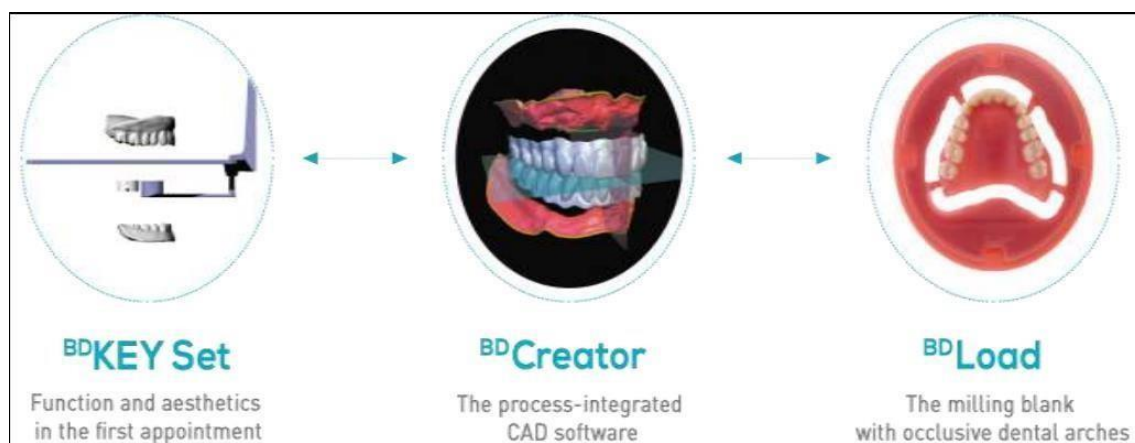 BDKEY Set
Function and aesthetics
in the first appointment
BDCreator
The process-integrated
CAD software
BDLoad
The milling blank
with occlusive dental arches